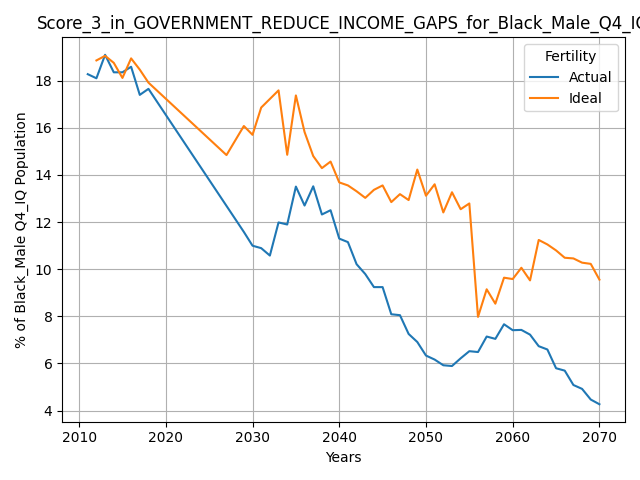 Score_3_in_GOVERNMENT_REDUCE_INCOME_GAPS_for_Black_Male_Q4_IQ
Fertility
Actual
Ideal
% of Black_Male Q4_IQ Population
18
16
14
12
10
8
6
4
2010 2020 2030 2040 2050 2060 2070
Years